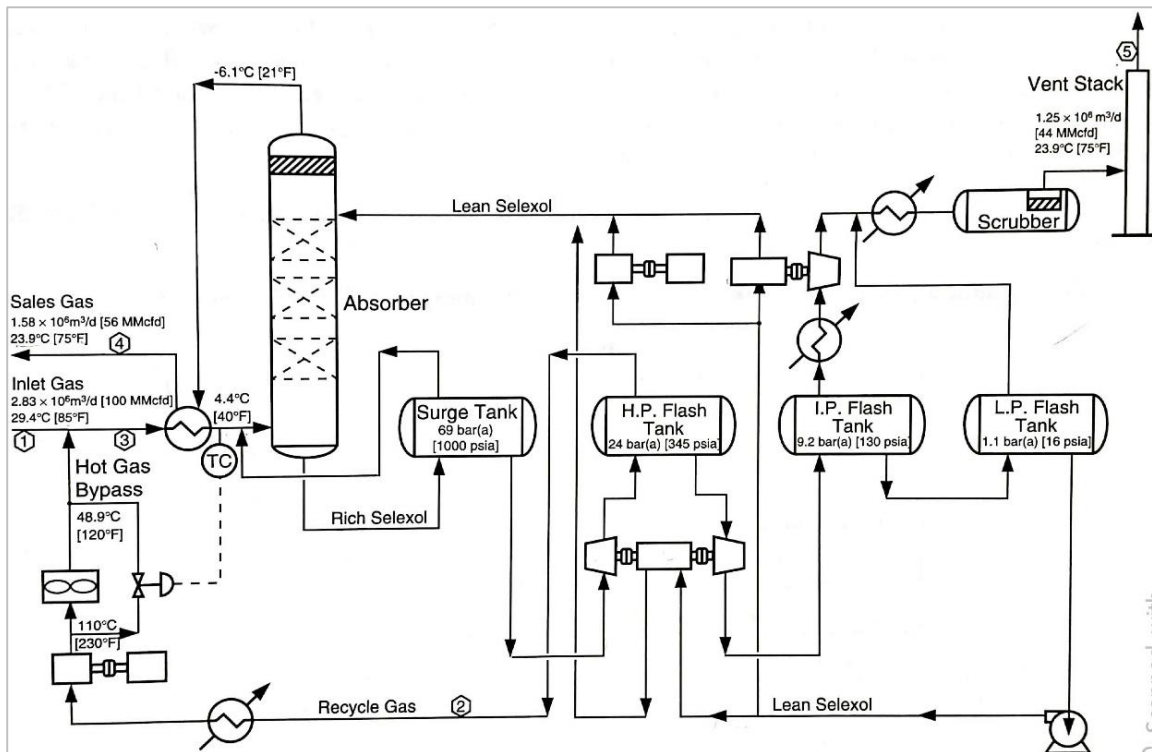 -6.1°C [21°F]
5
Vent Stack
1.25 × 10⁶ m³/d
[44 MMcfd]
23.9°C [75°F]
Lean Selexol
Scrubber
Absorber
Sales Gas
1.58 × 10⁶m³/d [56 MMcfd]
23.9°C [75°F]
4
Inlet Gas
2.83 × 10⁶m³/d [100 MMcfd]
29.4°C [85°F]
1
3
4.4°C
[40°F]
TC
Surge Tank
69 bar(a)
[1000 psia]
H.P. Flash
Tank
24 bar(a) [345 psia]
I.P. Flash
Tank
9.2 bar(a) [130 psia]
L.P. Flash
Tank
1.1 bar(a) [16 psia]
Hot Gas
Bypass
48.9°C
[120°F]
Rich Selexol
110°C
[230°F]
Recycle Gas
2
Lean Selexol
Scanned with